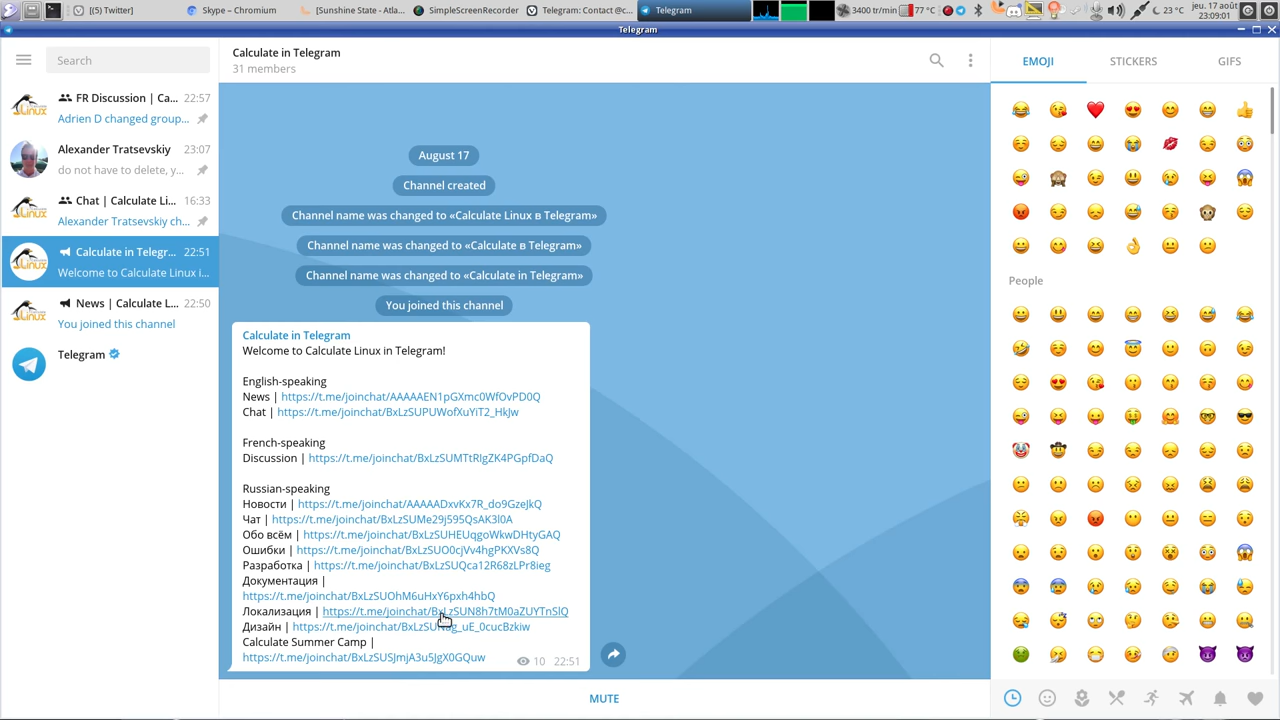 [(5) Twitter]
Skype – Chromium
[Sunshine State - Atla...
SimpleScreenRecorder
Telegram: Contact @c...
Telegram
3400 tr/min
77 °C
23 °C
jeu. 17 août
23:09:01
Telegram
Search
FR Discussion | Ca... 22:57
Adrien D changed group...
Alexander Tratsevskiy 23:07
do not have to delete, y...
Chat | Calculate Li... 16:33
Alexander Tratsevskiy ch...
Calculate in Telegr... 22:51
Welcome to Calculate Linux i...
News | Calculate L... 22:50
You joined this channel
Telegram
Calculate in Telegram
31 members
August 17
Channel created
Channel name was changed to «Calculate Linux в Telegram»
Channel name was changed to «Calculate в Telegram»
Channel name was changed to «Calculate in Telegram»
You joined this channel
Calculate in Telegram
Welcome to Calculate Linux in Telegram!
English-speaking
News | https://t.me/joinchat/AAAAAEN1pGXmc0WfOvPD0Q
Chat | https://t.me/joinchat/BxLzSUPUWofXuYiT2_HkJw
French-speaking
Discussion | https://t.me/joinchat/BxLzSUMTtRIgZK4PGpfDaQ
Russian-speaking
Новости | https://t.me/joinchat/AAAAADxvKx7R_do9GzeJkQ
Чат | https://t.me/joinchat/BxLzSUMe29j595QsAK3l0A
Обо всём | https://t.me/joinchat/BxLzSUHEUqgoWkwDHtyGAQ
Ошибки | https://t.me/joinchat/BxLzSUO0cjVv4hgPKXVs8Q
Разработка | https://t.me/joinchat/BxLzSUQca12R68zLPr8ieg
Документация |
https://t.me/joinchat/BxLzSUOhM6uHxY6pxh4hbQ
Локализация | https://t.me/joinchat/BxLzSUN8h7tM0aZUYTnSlQ
Дизайн |
Calculate Summer Camp |
https://t.me/joinchat/BxLzSUSJmjA3u5JgX0GQuw
10 22:51
MUTE
EMOJI
STICKERS
GIFS
People